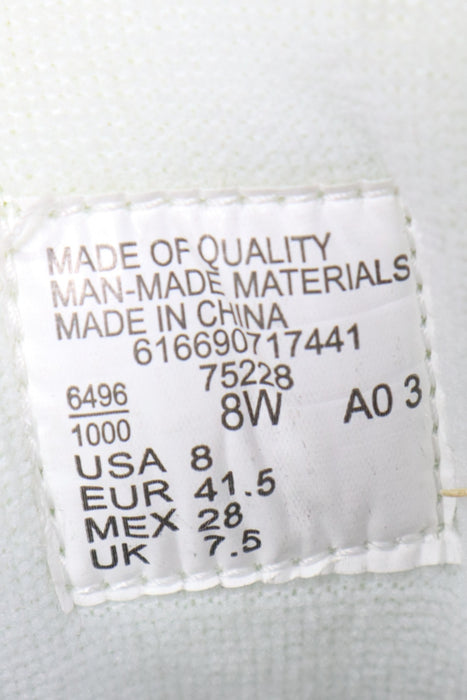 MADE OF QUALITY
MAN-MADE MATERIALS
MADE IN CHINA
616690717441
75228
6496
1000
8W
A0 3
USA 8
EUR 41.5
MEX 28
UK 7.5